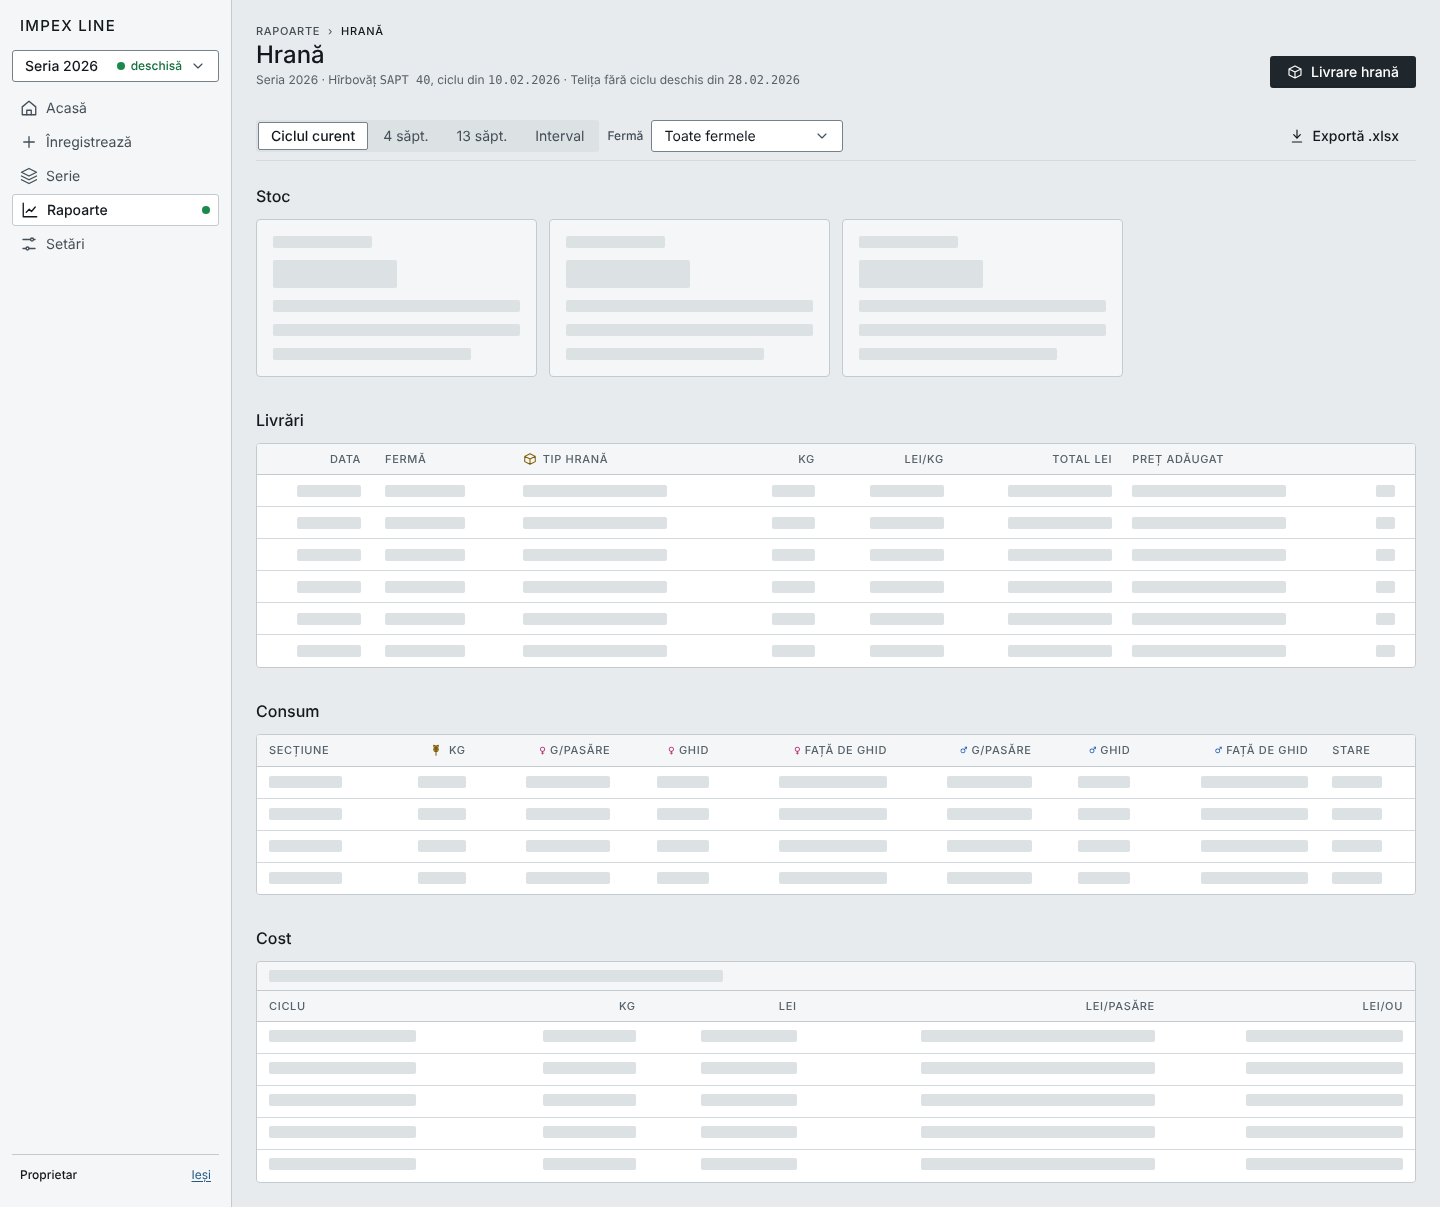 IMPEX LINE
Seria 2026 deschisă
Acasă
Înregistrează
Serie
Rapoarte
Setări
Proprietar Ieși
RAPOARTE › HRANĂ
Hrană
Seria 2026 · Hîrbovăț SAPT 40, ciclu din 10.02.2026 · Telița fără ciclu deschis din 28.02.2026
Livrare hrană
Ciclul curent 4 săpt. 13 săpt. Interval Fermă Toate fermele Exportă .xlsx
Stoc
Livrări
DATA FERMĂ TIP HRANĂ KG LEI/KG TOTAL LEI PREȚ ADĂUGAT
Consum
SECȚIUNE KG ♀ G/PASĂRE ♀ GHID ♀ FAȚĂ DE GHID ♂ G/PASĂRE ♂ GHID ♂ FAȚĂ DE GHID STARE
Cost
CICLU KG LEI LEI/PASĂRE LEI/OU